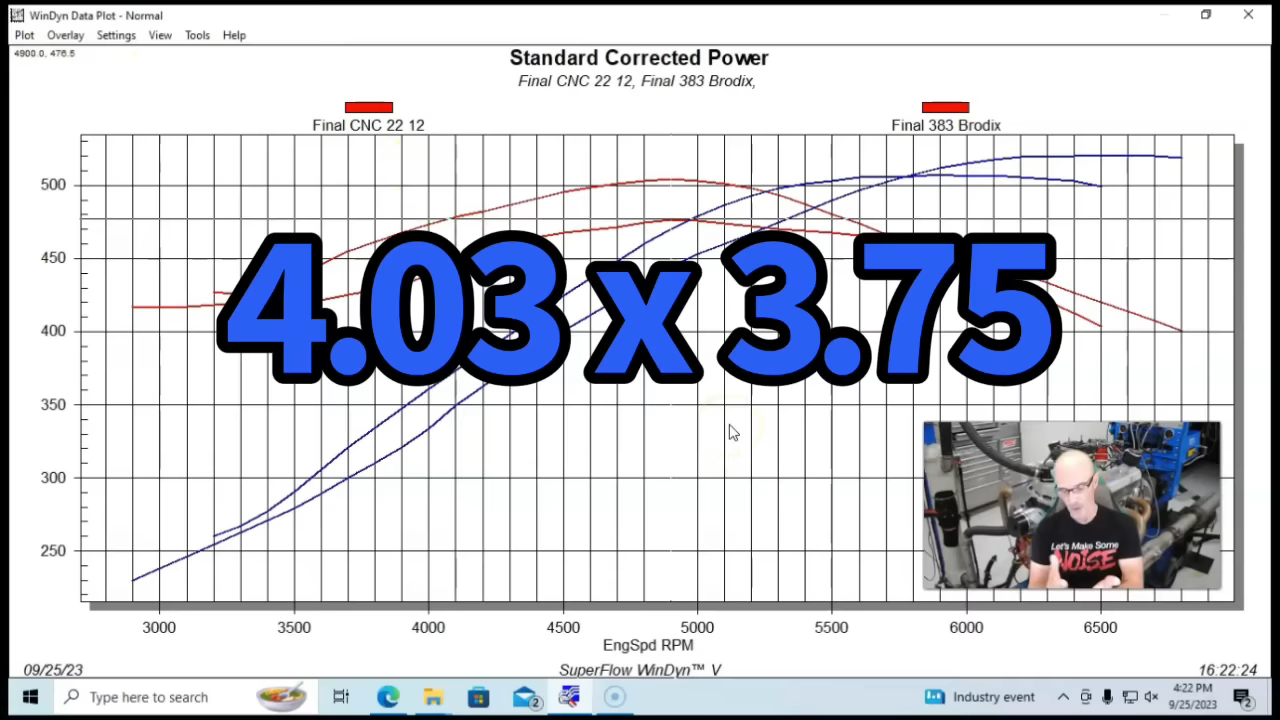 WinDyn Data Plot - Normal
Plot Overlay Settings View Tools Help
4900.0, 476.5
Standard Corrected Power
Final CNC 22 12, Final 383 Brodix,
Final CNC 22 12
Final 383 Brodix
500
450
400
350
300
250
4.03 x 3.75
Let's Make Some
NOISE
3000 3500 4000 4500 5000 5500 6000 6500
EngSpd RPM
09/25/23 SuperFlow WinDyn™ V 16:22:24
Type here to search
2
Industry event
4:22 PM
9/25/2023
2